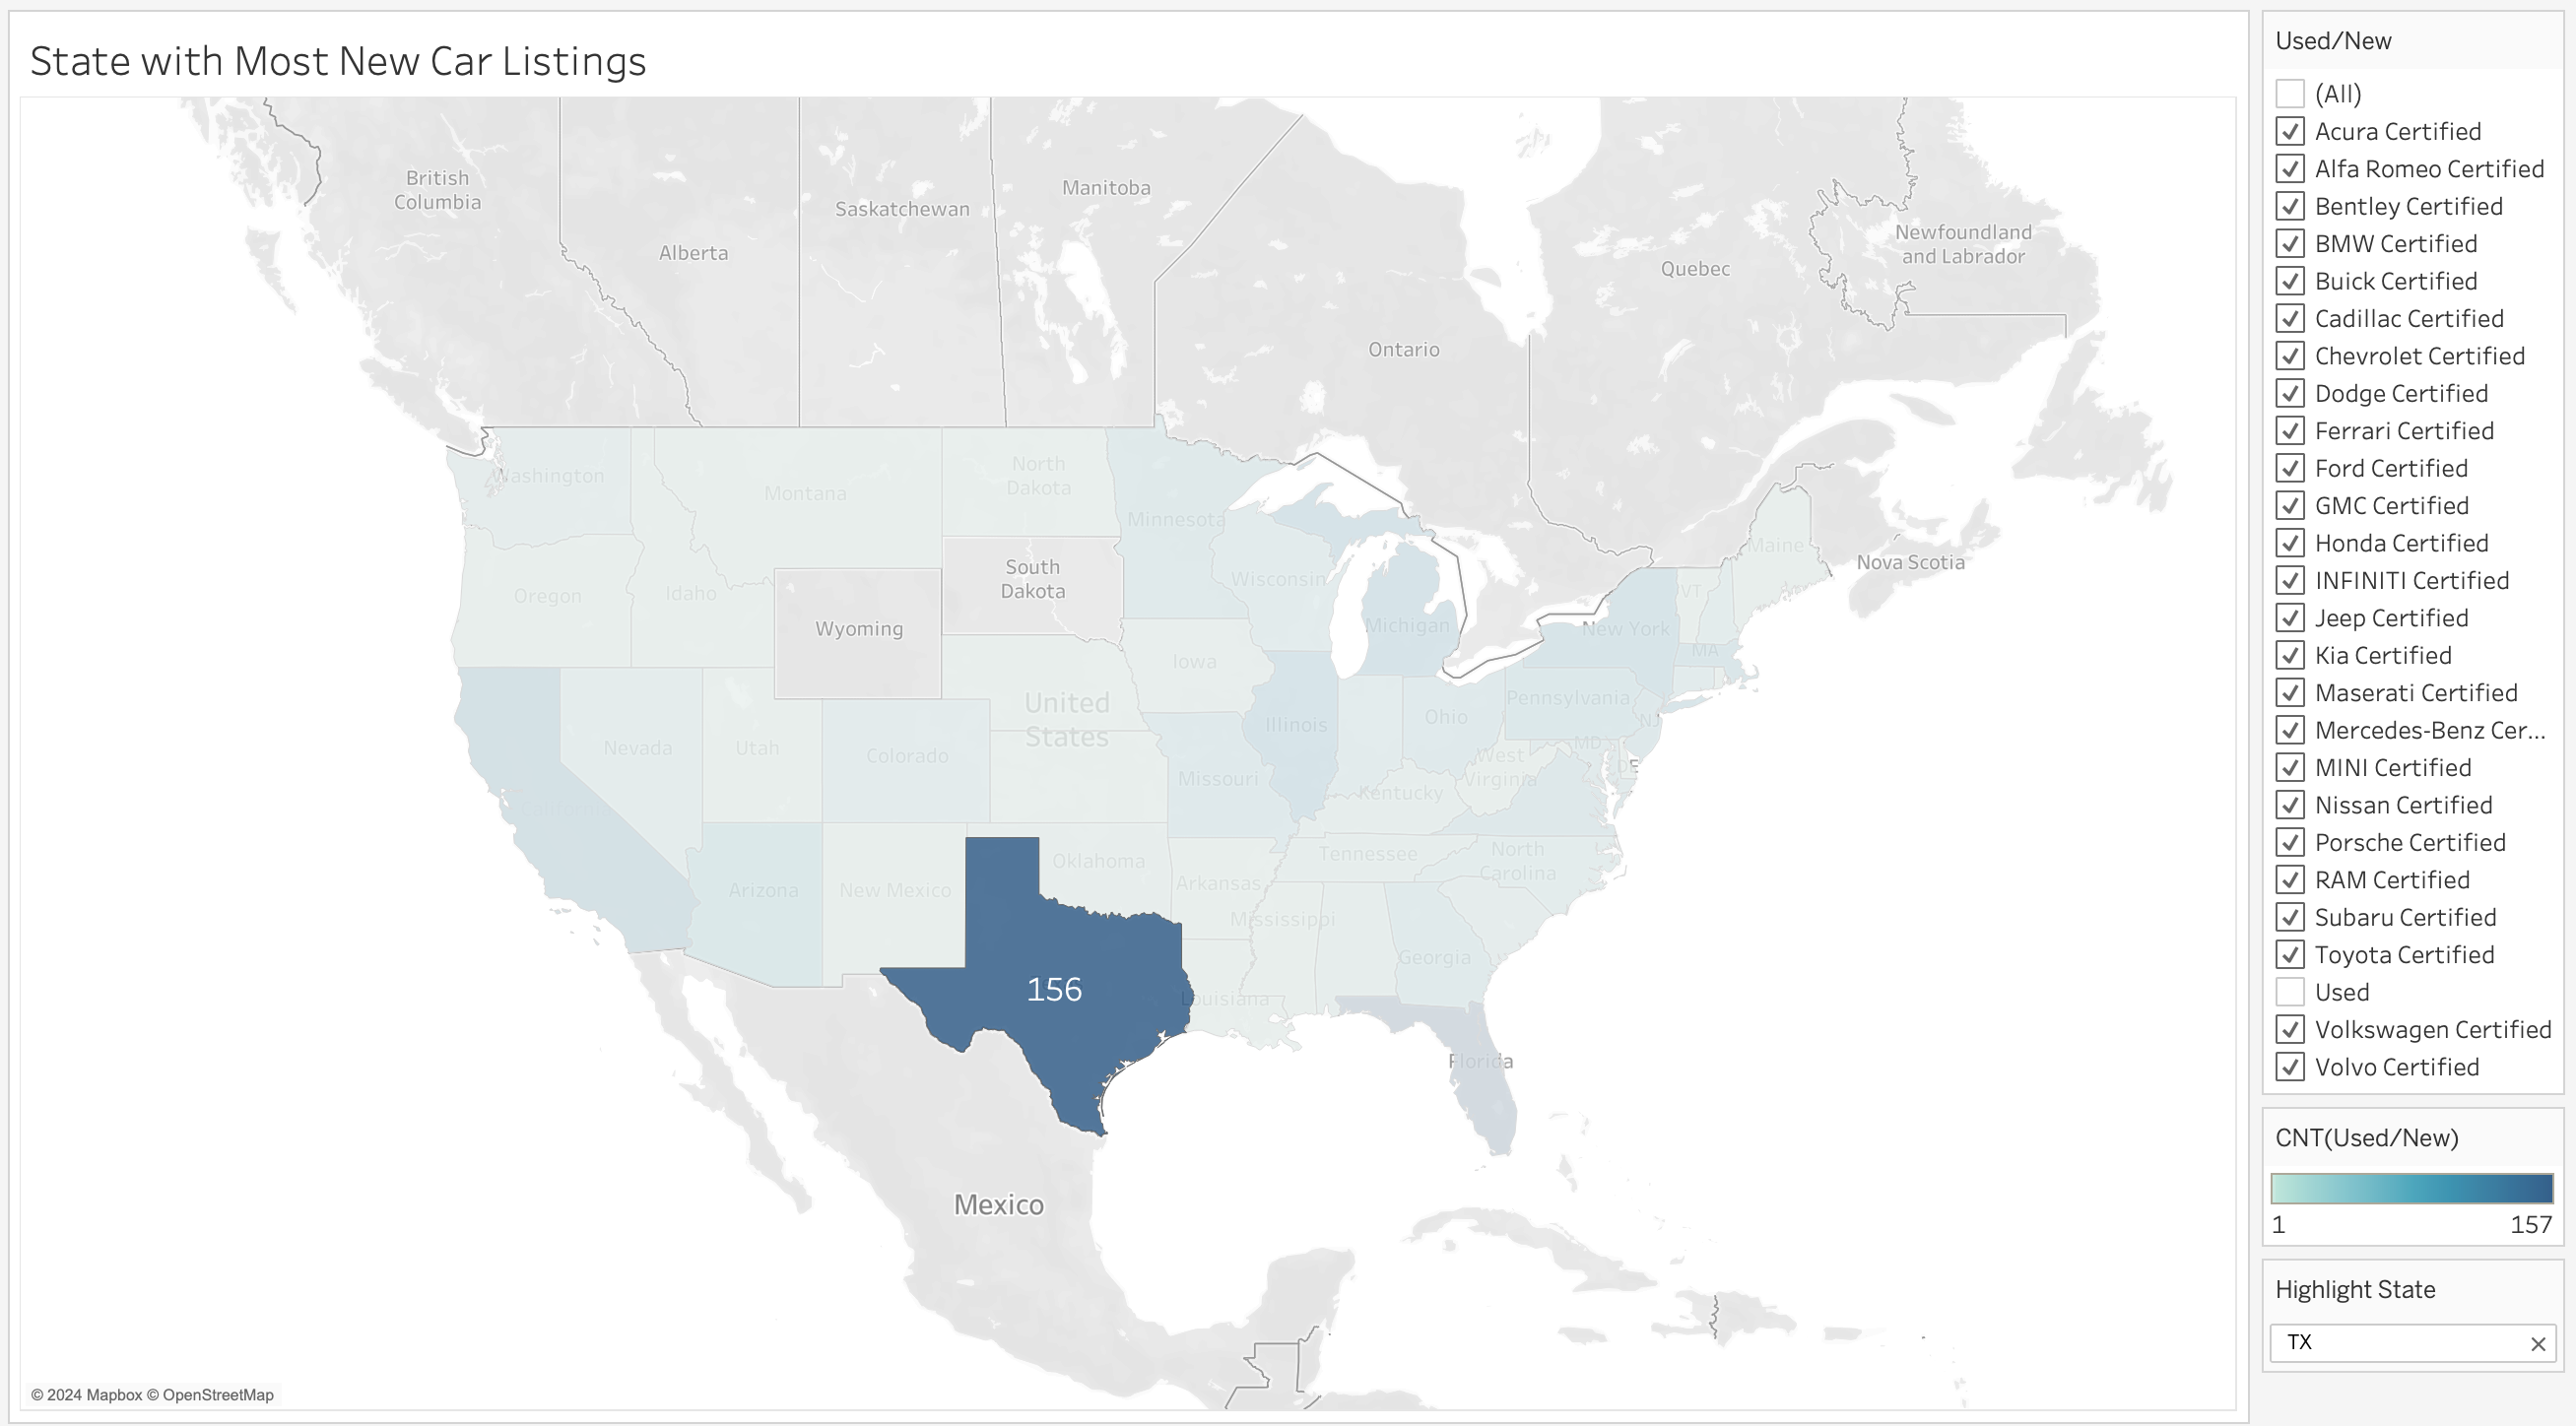 State with Most New Car Listings
British
Columbia
Alberta
Saskatchewan
Manitoba
Ontario
Quebec
Newfoundland
and Labrador
Nova Scotia
Washington
Montana
North
Dakota
Minnesota
Maine
Oregon
Idaho
Wyoming
South
Dakota
Wisconsin
Michigan
New York
VT
MA
Iowa
Nevada
Utah
Colorado
United
States
Illinois
Ohio
Pennsylvania
NJ
California
Missouri
Kentucky
West
Virginia
MD
DE
Arizona
New Mexico
Oklahoma
Arkansas
Tennessee
North
Carolina
Mississippi
Georgia
156
Louisiana
Florida
Mexico
© 2024 Mapbox © OpenStreetMap
Used/New
(All)
Acura Certified
Alfa Romeo Certified
Bentley Certified
BMW Certified
Buick Certified
Cadillac Certified
Chevrolet Certified
Dodge Certified
Ferrari Certified
Ford Certified
GMC Certified
Honda Certified
INFINITI Certified
Jeep Certified
Kia Certified
Maserati Certified
Mercedes-Benz Cer...
MINI Certified
Nissan Certified
Porsche Certified
RAM Certified
Subaru Certified
Toyota Certified
Used
Volkswagen Certified
Volvo Certified
CNT(Used/New)
1 157
Highlight State
TX